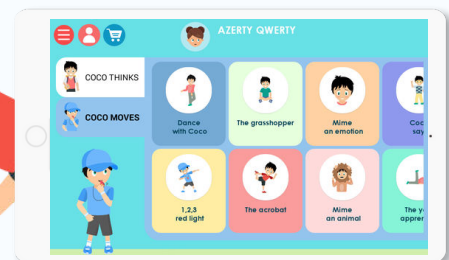 AZERTY QWERTY
COCO THINKS
COCO MOVES
Dance
with Coco
The grasshopper
Mime
an emotion
1,2,3
red light
The acrobat
Mime
an animal